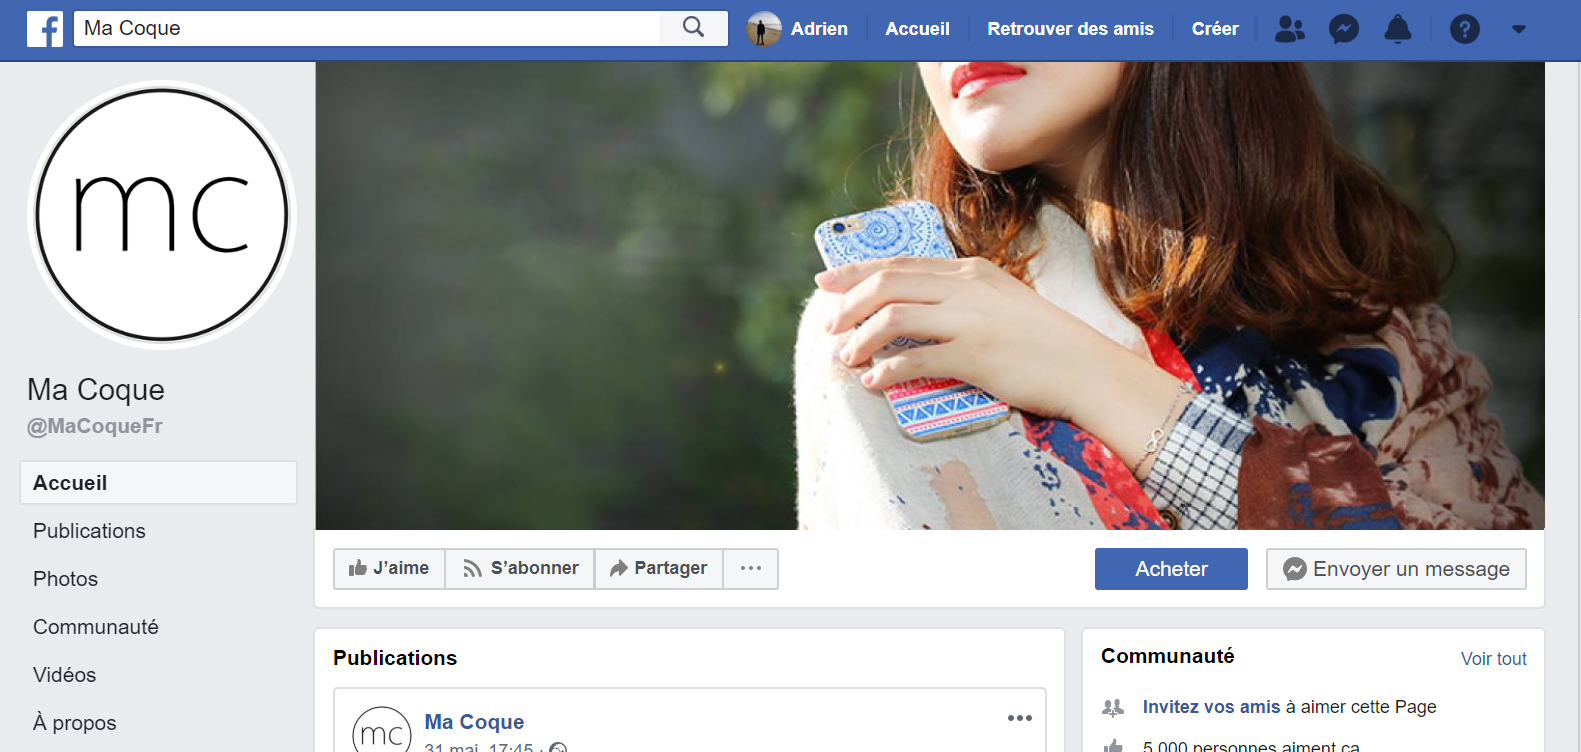 Ma Coque
Adrien
Accueil
Retrouver des amis
Créer
mc
Ma Coque
@MaCoqueFr
Accueil
Publications
Photos
Communauté
Vidéos
À propos
J'aime
S'abonner
Partager
Acheter
Envoyer un message
Publications
mc
Ma Coque
31 mai, 17:45 ·
Communauté
Voir tout
Invitez vos amis à aimer cette Page
5 000 personnes aiment ça